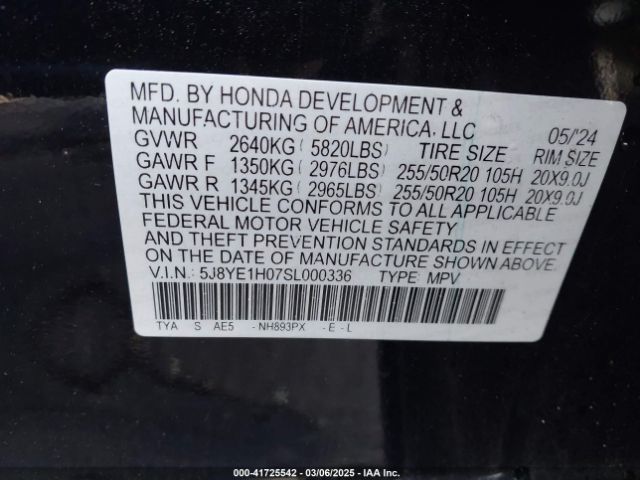 MFD. BY HONDA DEVELOPMENT &
MANUFACTURING OF AMERICA, LLC 05/'24
GVWR 2640KG( 5820LBS) TIRE SIZE RIM SIZE
GAWR F 1350KG( 2976LBS) 255/50R20 105H 20X9.0J
GAWR R 1345KG( 2965LBS) 255/50R20 105H 20X9.0J
THIS VEHICLE CONFORMS TO ALL APPLICABLE
FEDERAL MOTOR VEHICLE SAFETY
AND THEFT PREVENTION STANDARDS IN EFFECT
ON THE DATE OF MANUFACTURE SHOWN ABOVE.
V.I.N.: 5J8YE1H07SL000336 TYPE: MPV
TYA S AE5 - NH893PX - E - L
000-41725542 - 03/06/2025 - IAA Inc.